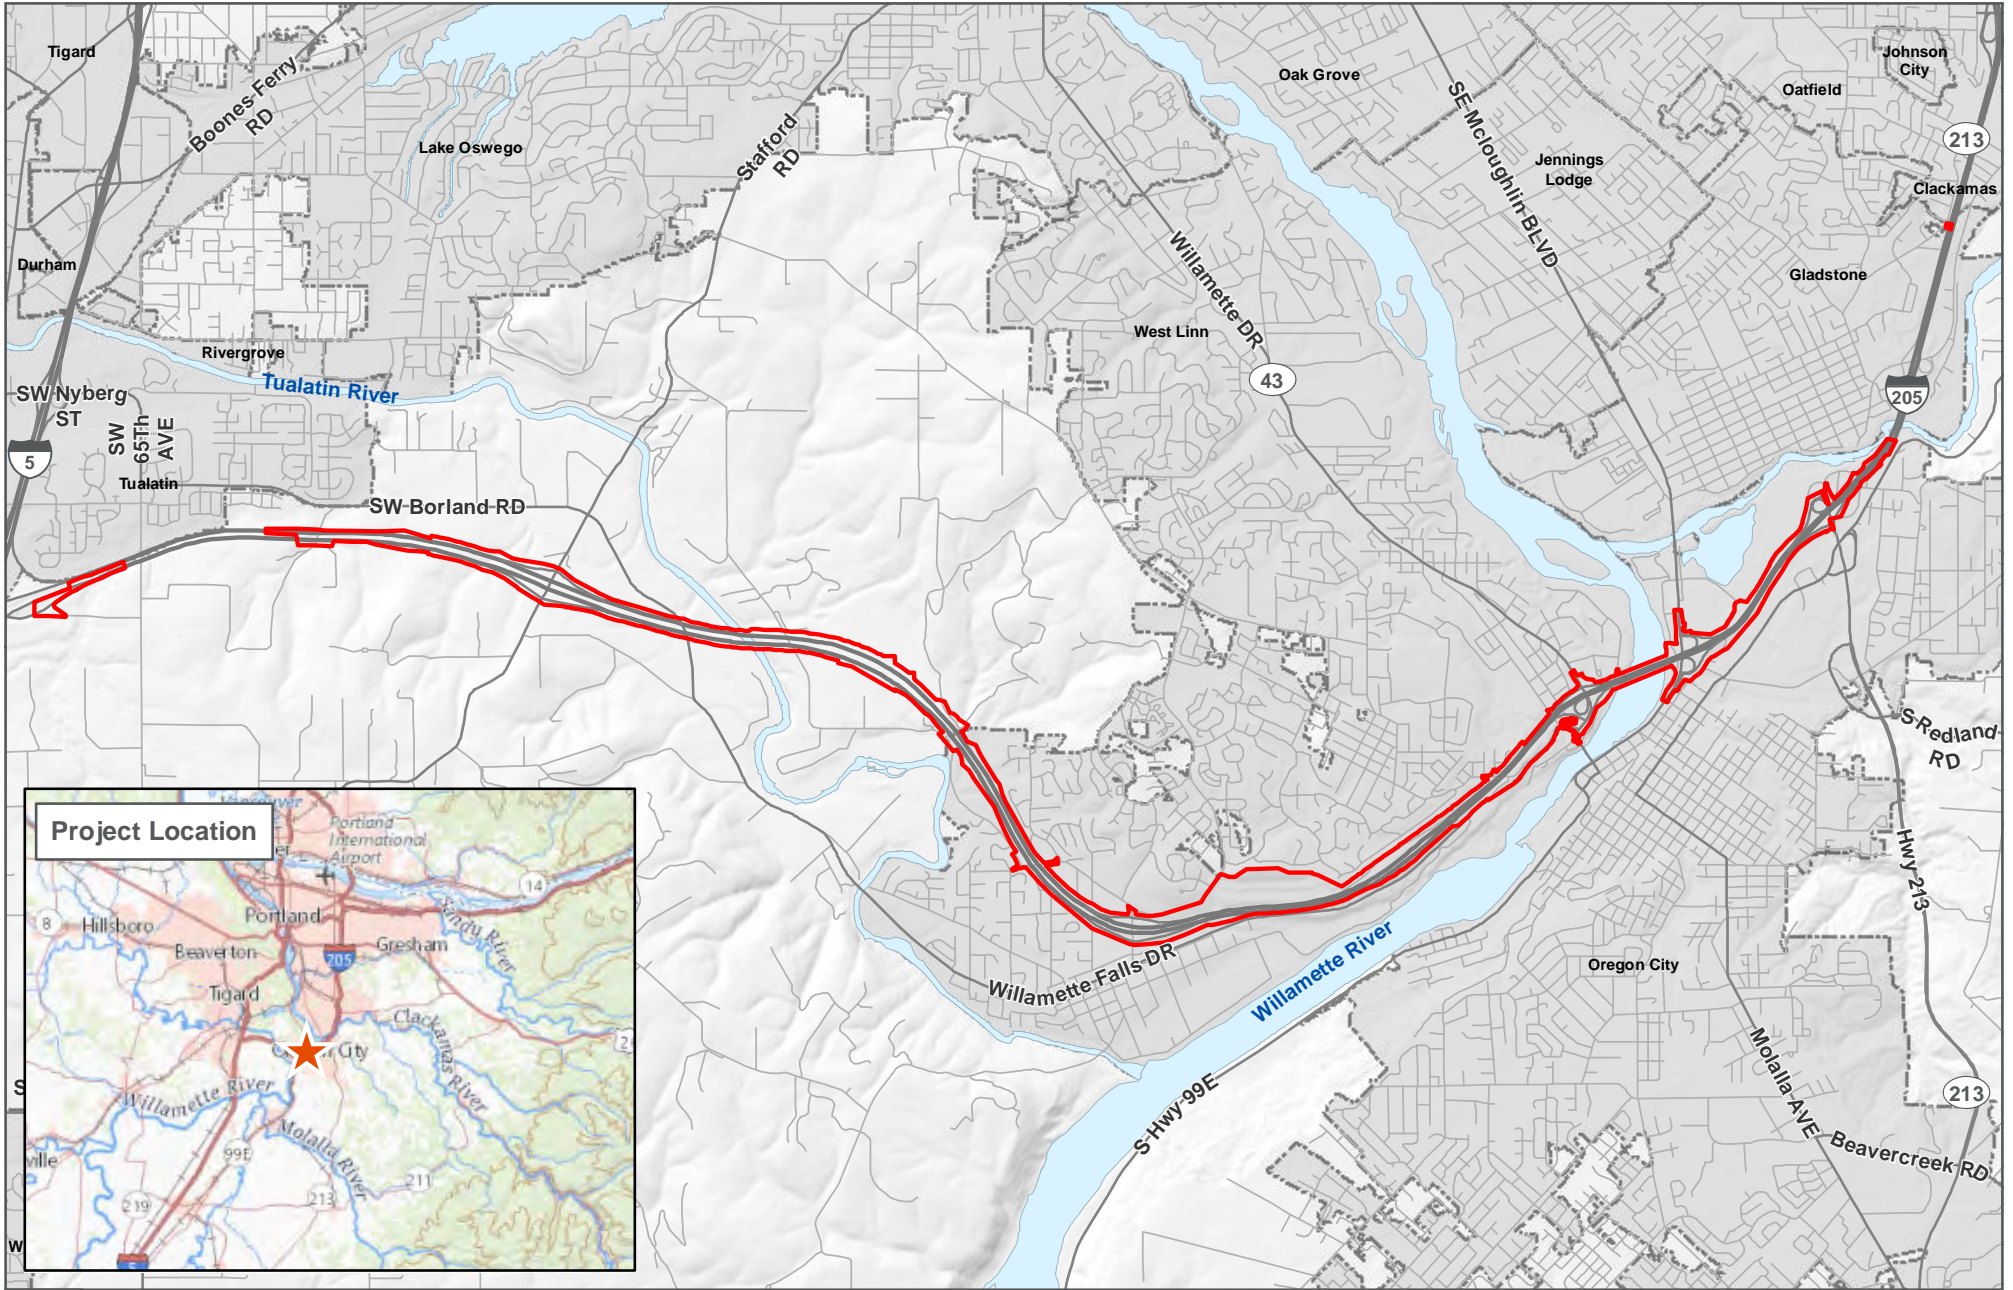 Tigard
Boones Ferry
RD
Lake Oswego
Stafford
RD
Oak Grove
SE Mcloughlin BLVD
Jennings
Lodge
Oatfield
Johnson
City
213
Clackamas
Gladstone
Durham
Rivergrove
Tualatin River
SW Nyberg
ST
SW
65Th
AVE
5
Tualatin
SW Borland RD
Willamette DR
West Linn
43
205
S Redland
RD
Hwy 213
Willamette Falls DR
Willamette River
Oregon City
S Hwy 99E
Molalla AVE
Beavercreek RD
213
S
W
Project Location
Vancouver
Portland
International
Airport
14
8
Hillsboro
Portland
Beaverton
Gresham
205
Sandy River
Tigard
Clackamas River
City
Willamette River
Molalla River
99E
211
213
219
ville